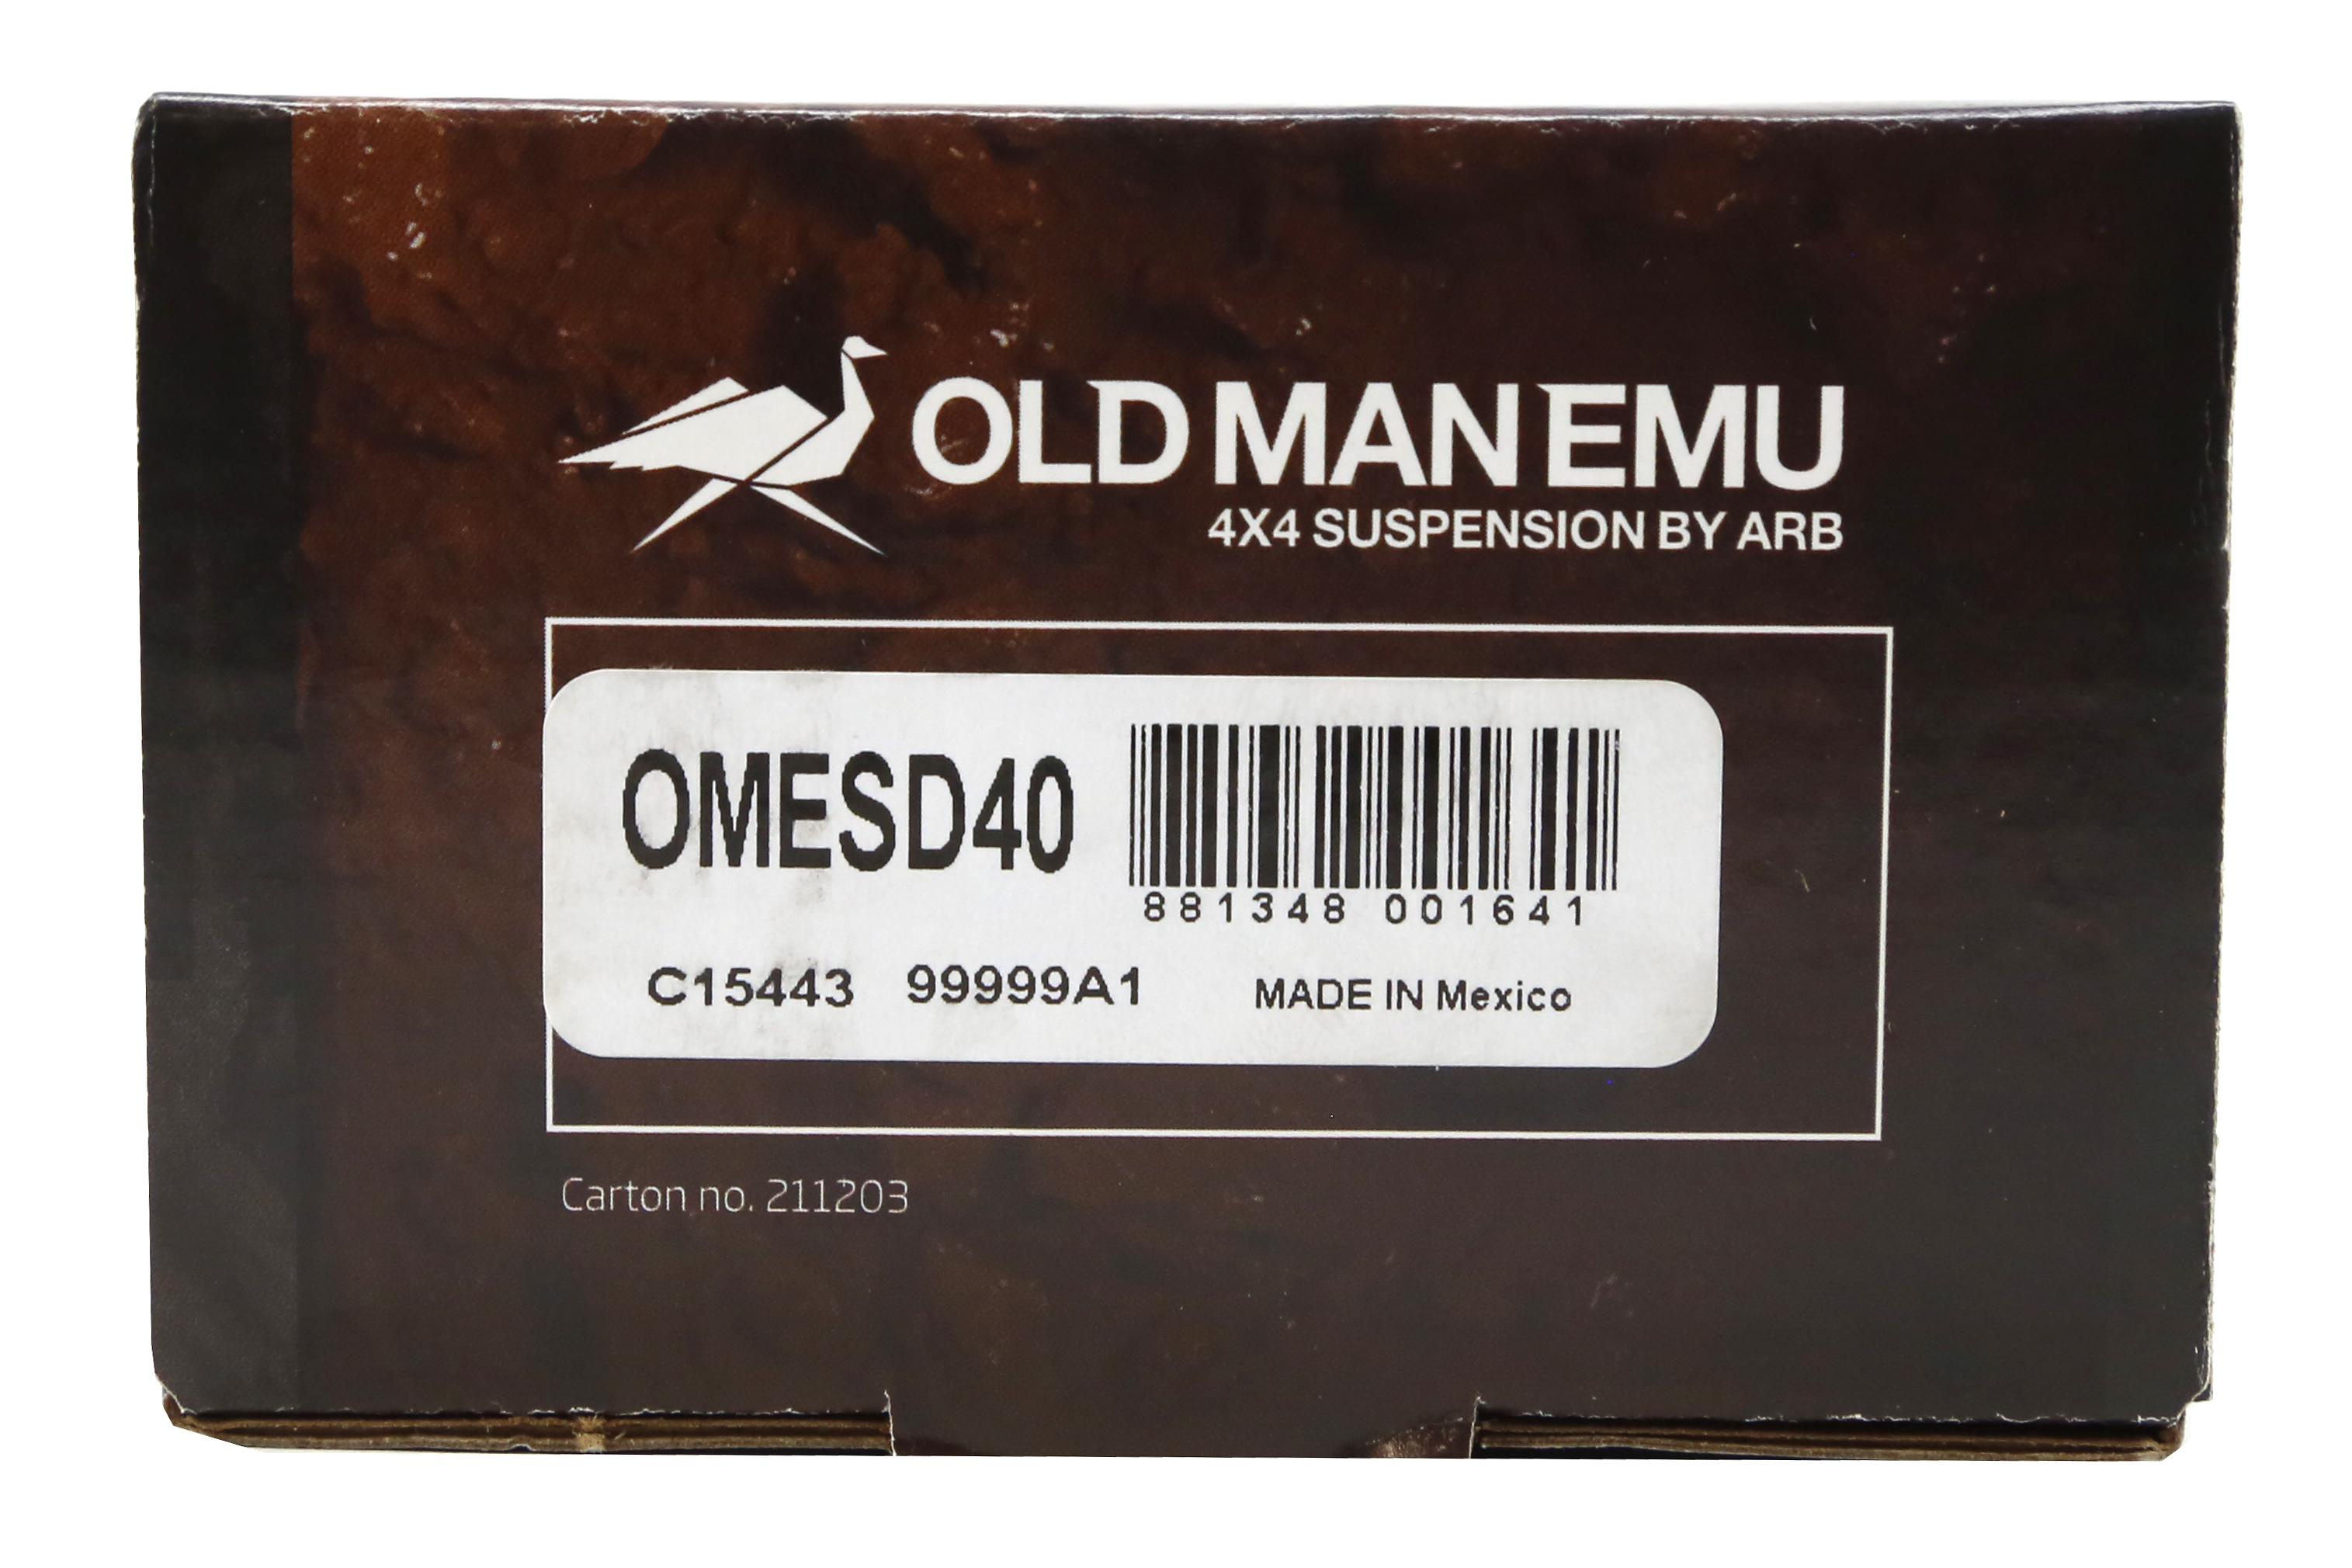 OLD MAN EMU
4X4 SUSPENSION BY ARB
OMESD40
881348 001641
C15443 99999A1 MADE IN Mexico
Carton no. 211203